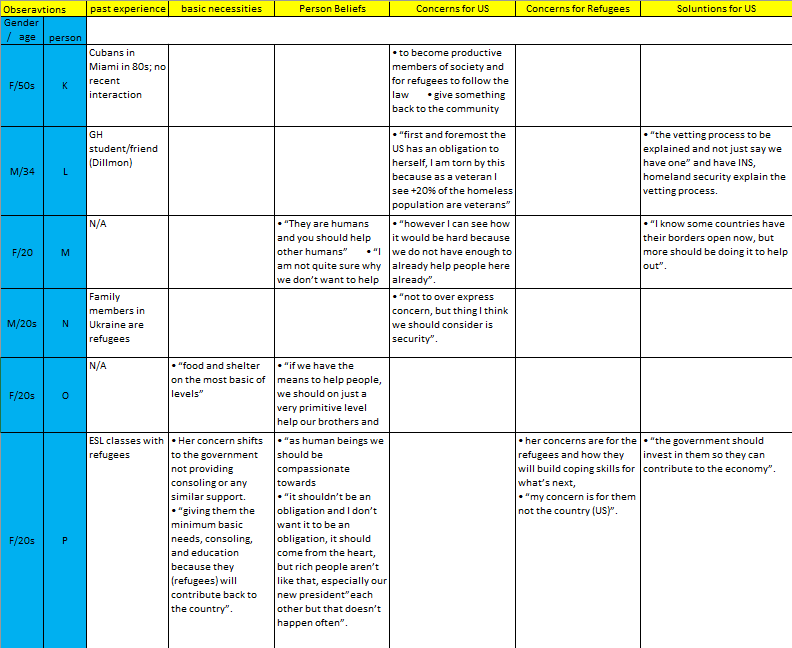 Obseravtions past experience basic necessities Person Beliefs Concerns for US Concerns for Refugees Soluntions for US
Gender
/ age person
F/50s K
Cubans in
Miami in 80s; no
recent
interaction
• to become productive
members of society and
for refugees to follow the
law • give something
back to the community
M/34 L
GH
student/friend
(Dillmon)
• “first and foremost the
US has an obligation to
herself, I am torn by this
because as a veteran I
see +20% of the homeless
population are veterans”
• “the vetting process to be
explained and not just say we
have one” and have INS,
homeland security explain the
vetting process.
F/20 M
N/A
• “They are humans
and you should help
other humans” • “I
am not quite sure why
we don’t want to help
• “however I can see how
it would be hard because
we do not have enough to
already help people here
already”.
• “I know some countries have
their borders open now, but
more should be doing it to help
out”.
M/20s N
Family
members in
Ukraine are
refugees
• “not to over express
concern, but thing I think
we should consider is
security”.
F/20s O
N/A
• “food and shelter
on the most basic of
levels”
• “if we have the
means to help people,
we should on just a
very primitive level
help our brothers and
F/20s P
ESL classes with
refugees
• Her concern shifts
to the government
not providing
consoling or any
similar support.
• “giving them the
minimum basic
needs, consoling,
and education
because they
(refugees) will
contribute back to
the country”.
• “as human beings we
should be
compassionate
towards
• “it shouldn’t be an
obligation and I don’t
want it to be an
obligation, it should
come from the heart,
but rich people aren’t
like that, especially our
new president”each
other but that doesn’t
happen often”.
• her concerns are for the
refugees and how they
will build coping skills for
what’s next,
• “my concern is for them
not the country (US)”.
• “the government should
invest in them so they can
contribute to the economy”.